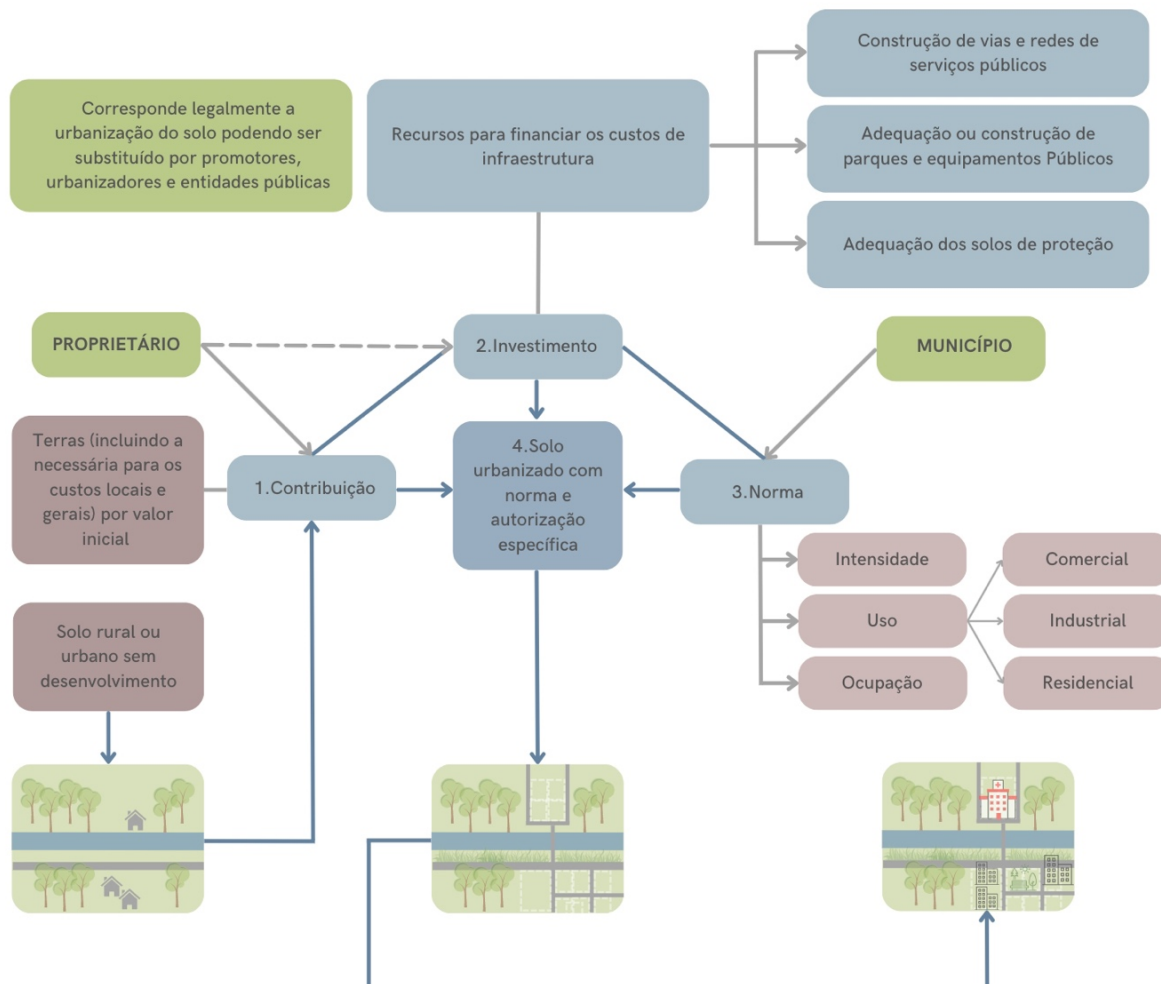 Construção de vias e redes de
serviços públicos
Corresponde legalmente a
urbanização do solo podendo ser
substituído por promotores,
urbanizadores e entidades públicas
Recursos para financiar os custos de
infraestrutura
Adequação ou construção de
parques e equipamentos Públicos
Adequação dos solos de proteção
PROPRIETÁRIO
2.Investimento
MUNICÍPIO
Terras (incluindo a
necessária para os
custos locais e
gerais) por valor
inicial
1.Contribuição
4.Solo
urbanizado com
norma e
autorização
específica
3.Norma
Intensidade
Uso
Ocupação
Comercial
Industrial
Residencial
Solo rural ou
urbano sem
desenvolvimento